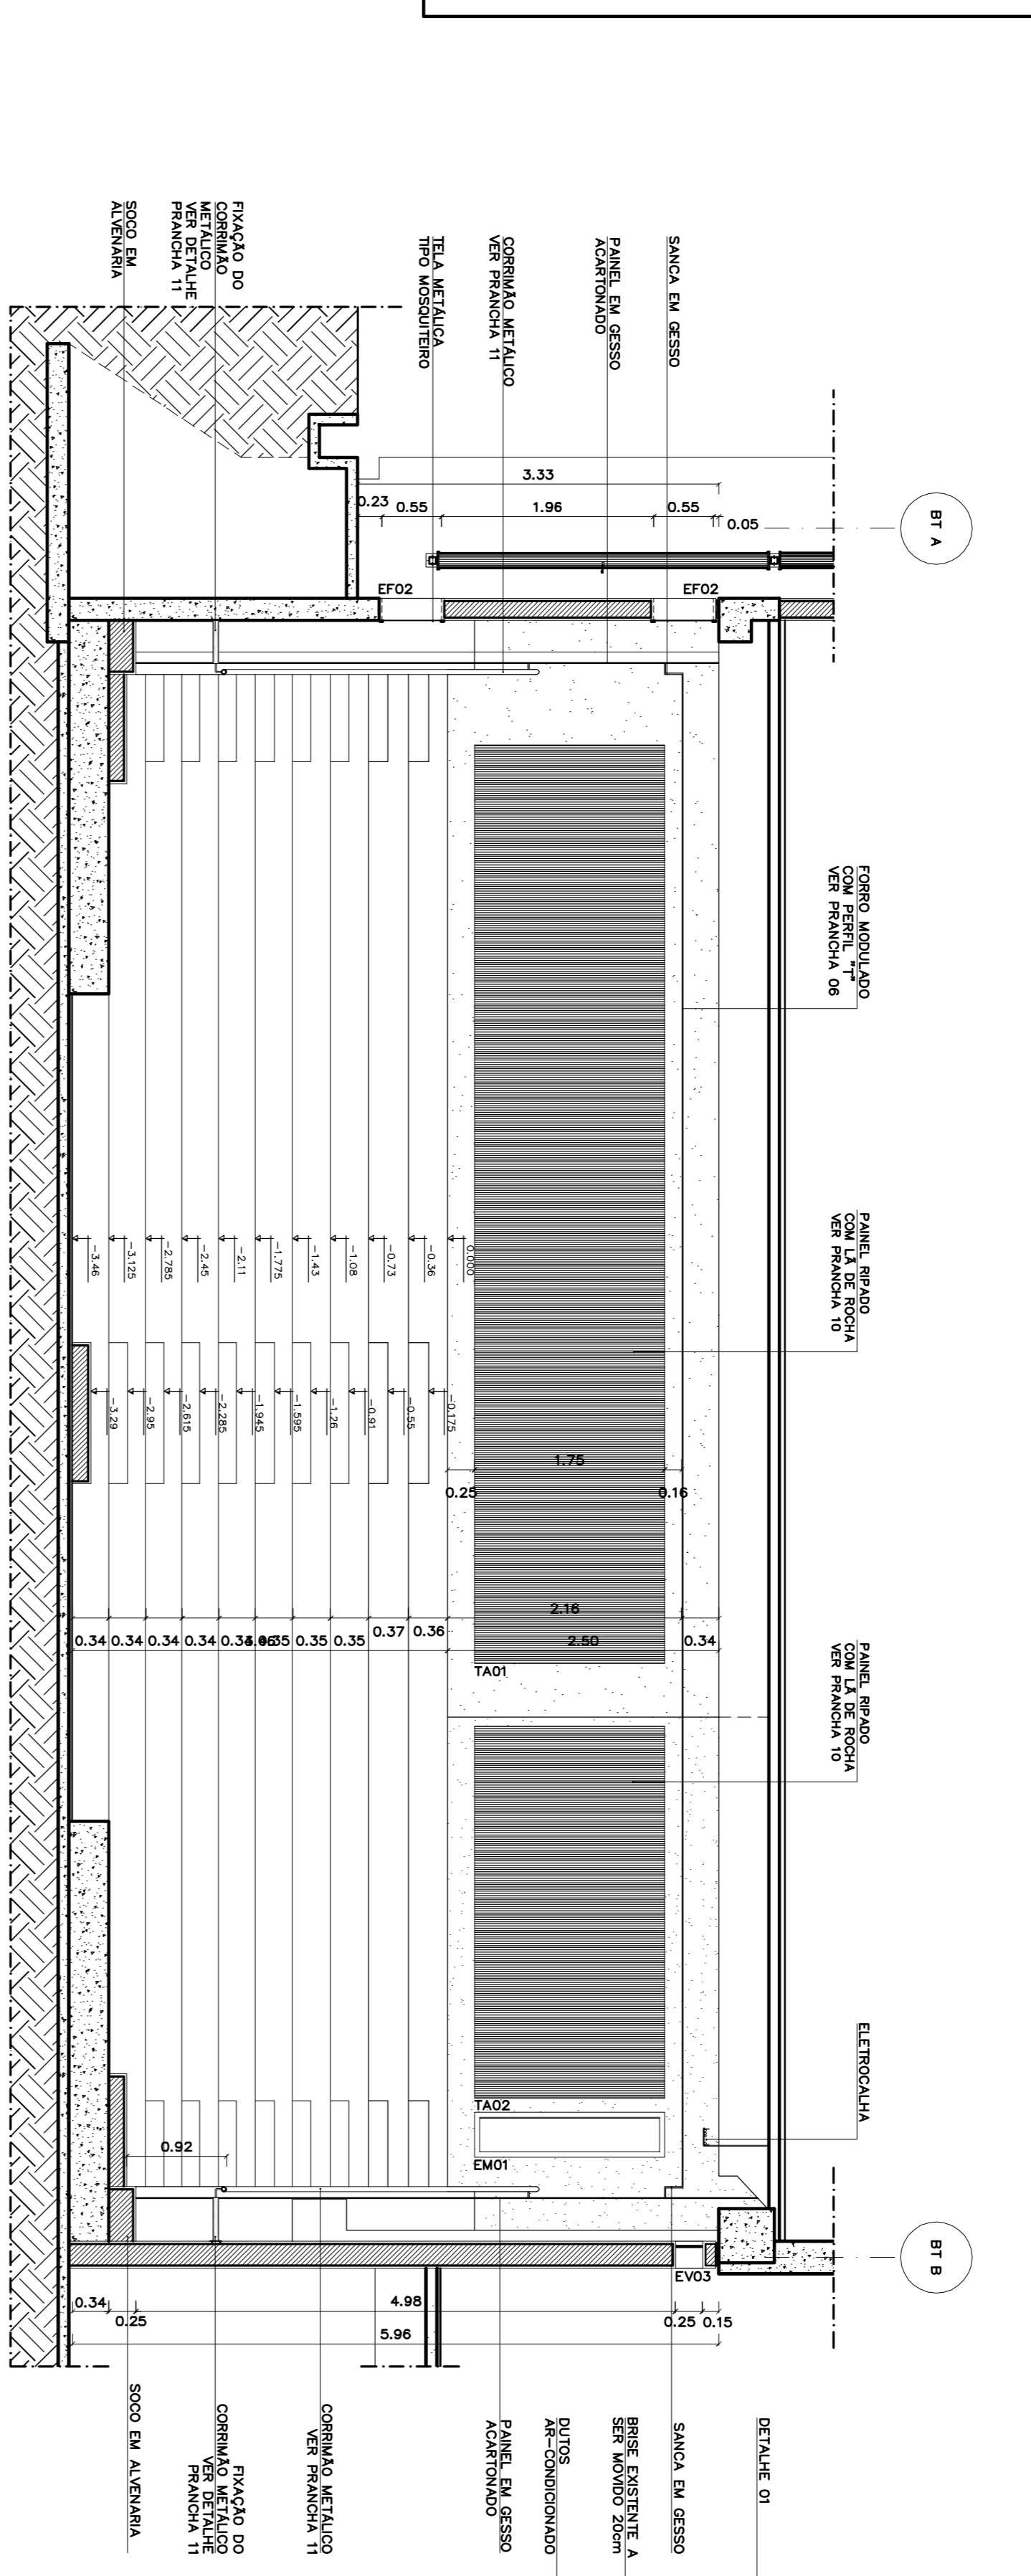 BT A
BT B
SANCA EM GESSO
PAINEL EM GESSO
ACARTONADO
CORRIMÃO METÁLICO
VER PRANCHA 11
TELA METÁLICA
TIPO MOSQUITEIRO
FIXAÇÃO DO
CORRIMÃO
METÁLICO
VER DETALHE
PRANCHA 11
SOCO EM
ALVENARIA
3.33
0.23
0.55
1.96
0.55
0.05
EF02
EF02
FORRO MODULADO
COM PERFIL "T"
VER PRANCHA 06
PAINEL RIPADO
COM LÃ DE ROCHA
VER PRANCHA 10
PAINEL RIPADO
COM LÃ DE ROCHA
VER PRANCHA 10
ELETROCALHA
0.000
-0.36
-0.73
-1.08
-1.43
-1.775
-2.11
-2.45
-2.785
-3.125
-3.46
-0.175
-0.55
-0.91
-1.26
-1.595
-1.945
-2.285
-2.615
-2.95
-3.29
1.75
0.25
0.16
2.16
0.34
0.34
0.34
0.34
0.34
0.35
0.35
0.35
0.37
0.36
2.50
0.34
TA01
TA02
EM01
0.92
EV03
0.34
0.25
4.98
0.25
0.15
5.96
DETALHE 01
SANCA EM GESSO
BRISE EXISTENTE A
SER MOVIDO 20cm
DUTOS
AR-CONDICIONADO
PAINEL EM GESSO
ACARTONADO
CORRIMÃO METÁLICO
VER PRANCHA 11
FIXAÇÃO DO
CORRIMÃO METÁLICO
VER DETALHE
PRANCHA 11
SOCO EM ALVENARIA